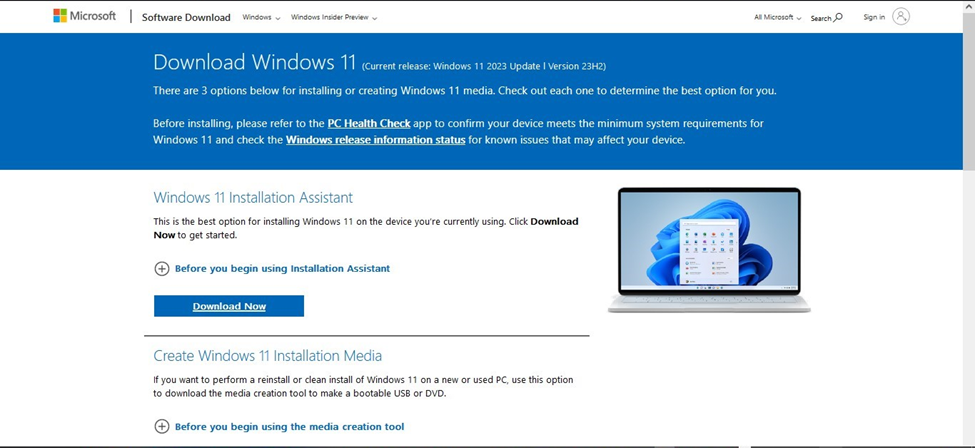 Microsoft
Software Download
Windows
Windows Insider Preview
All Microsoft
Search
Sign in
Download Windows 11 (Current release: Windows 11 2023 Update l Version 23H2)
There are 3 options below for installing or creating Windows 11 media. Check out each one to determine the best option for you.
Before installing, please refer to the PC Health Check app to confirm your device meets the minimum system requirements for
Windows 11 and check the Windows release information status for known issues that may affect your device.
Windows 11 Installation Assistant
This is the best option for installing Windows 11 on the device you're currently using. Click Download
Now to get started.
Before you begin using Installation Assistant
Download Now
Create Windows 11 Installation Media
If you want to perform a reinstall or clean install of Windows 11 on a new or used PC, use this option
to download the media creation tool to make a bootable USB or DVD.
Before you begin using the media creation tool